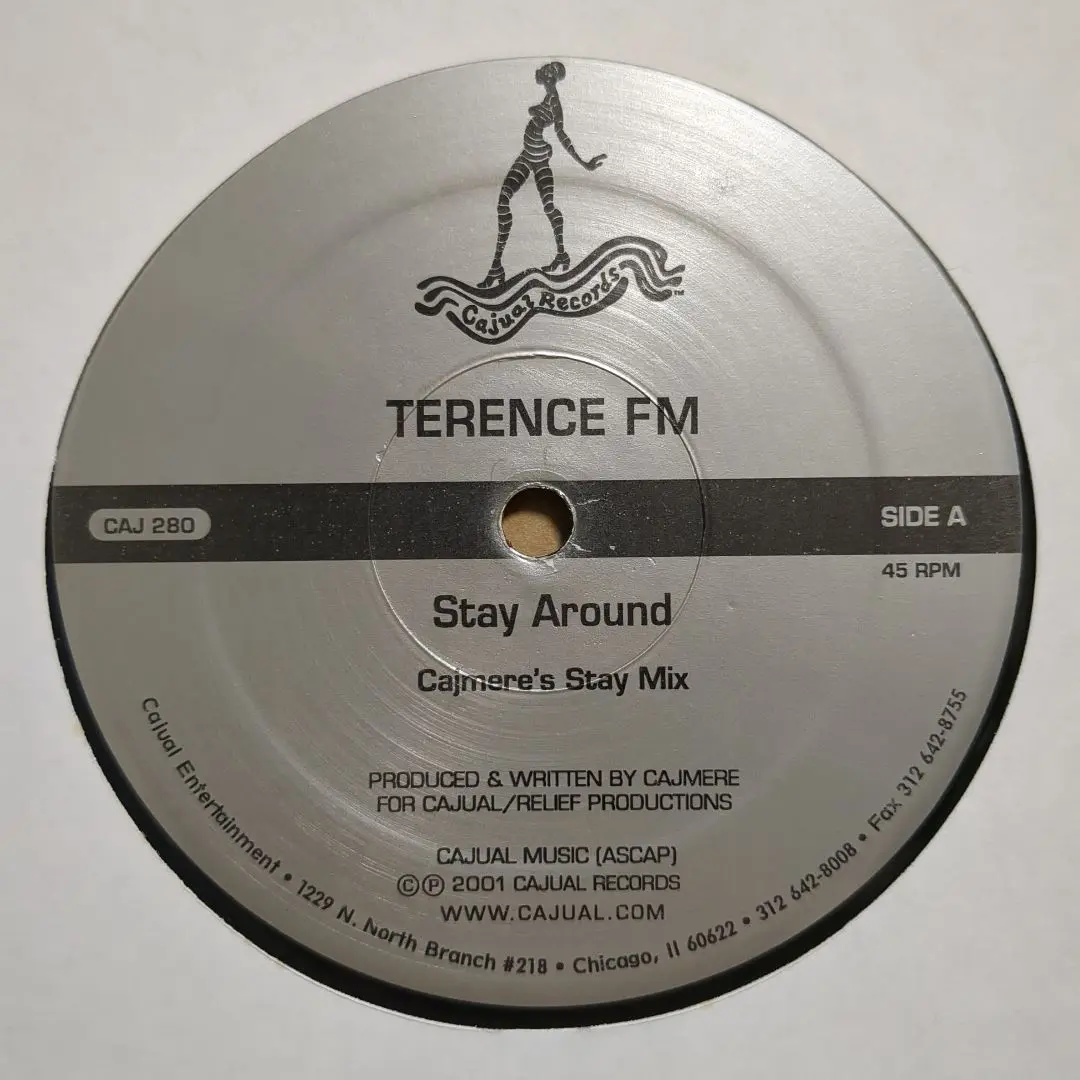 Cajual Records™
TERENCE FM
CAJ 280
SIDE A
45 RPM
Stay Around
Cajmere's Stay Mix
PRODUCED & WRITTEN BY CAJMERE
FOR CAJUAL/RELIEF PRODUCTIONS
CAJUAL MUSIC (ASCAP)
©℗ 2001 CAJUAL RECORDS
WWW.CAJUAL.COM
Cajual Entertainment • 1229 N. North Branch #218 • Chicago, Il 60622 • 312 642-8008 • Fax 312 642-8755